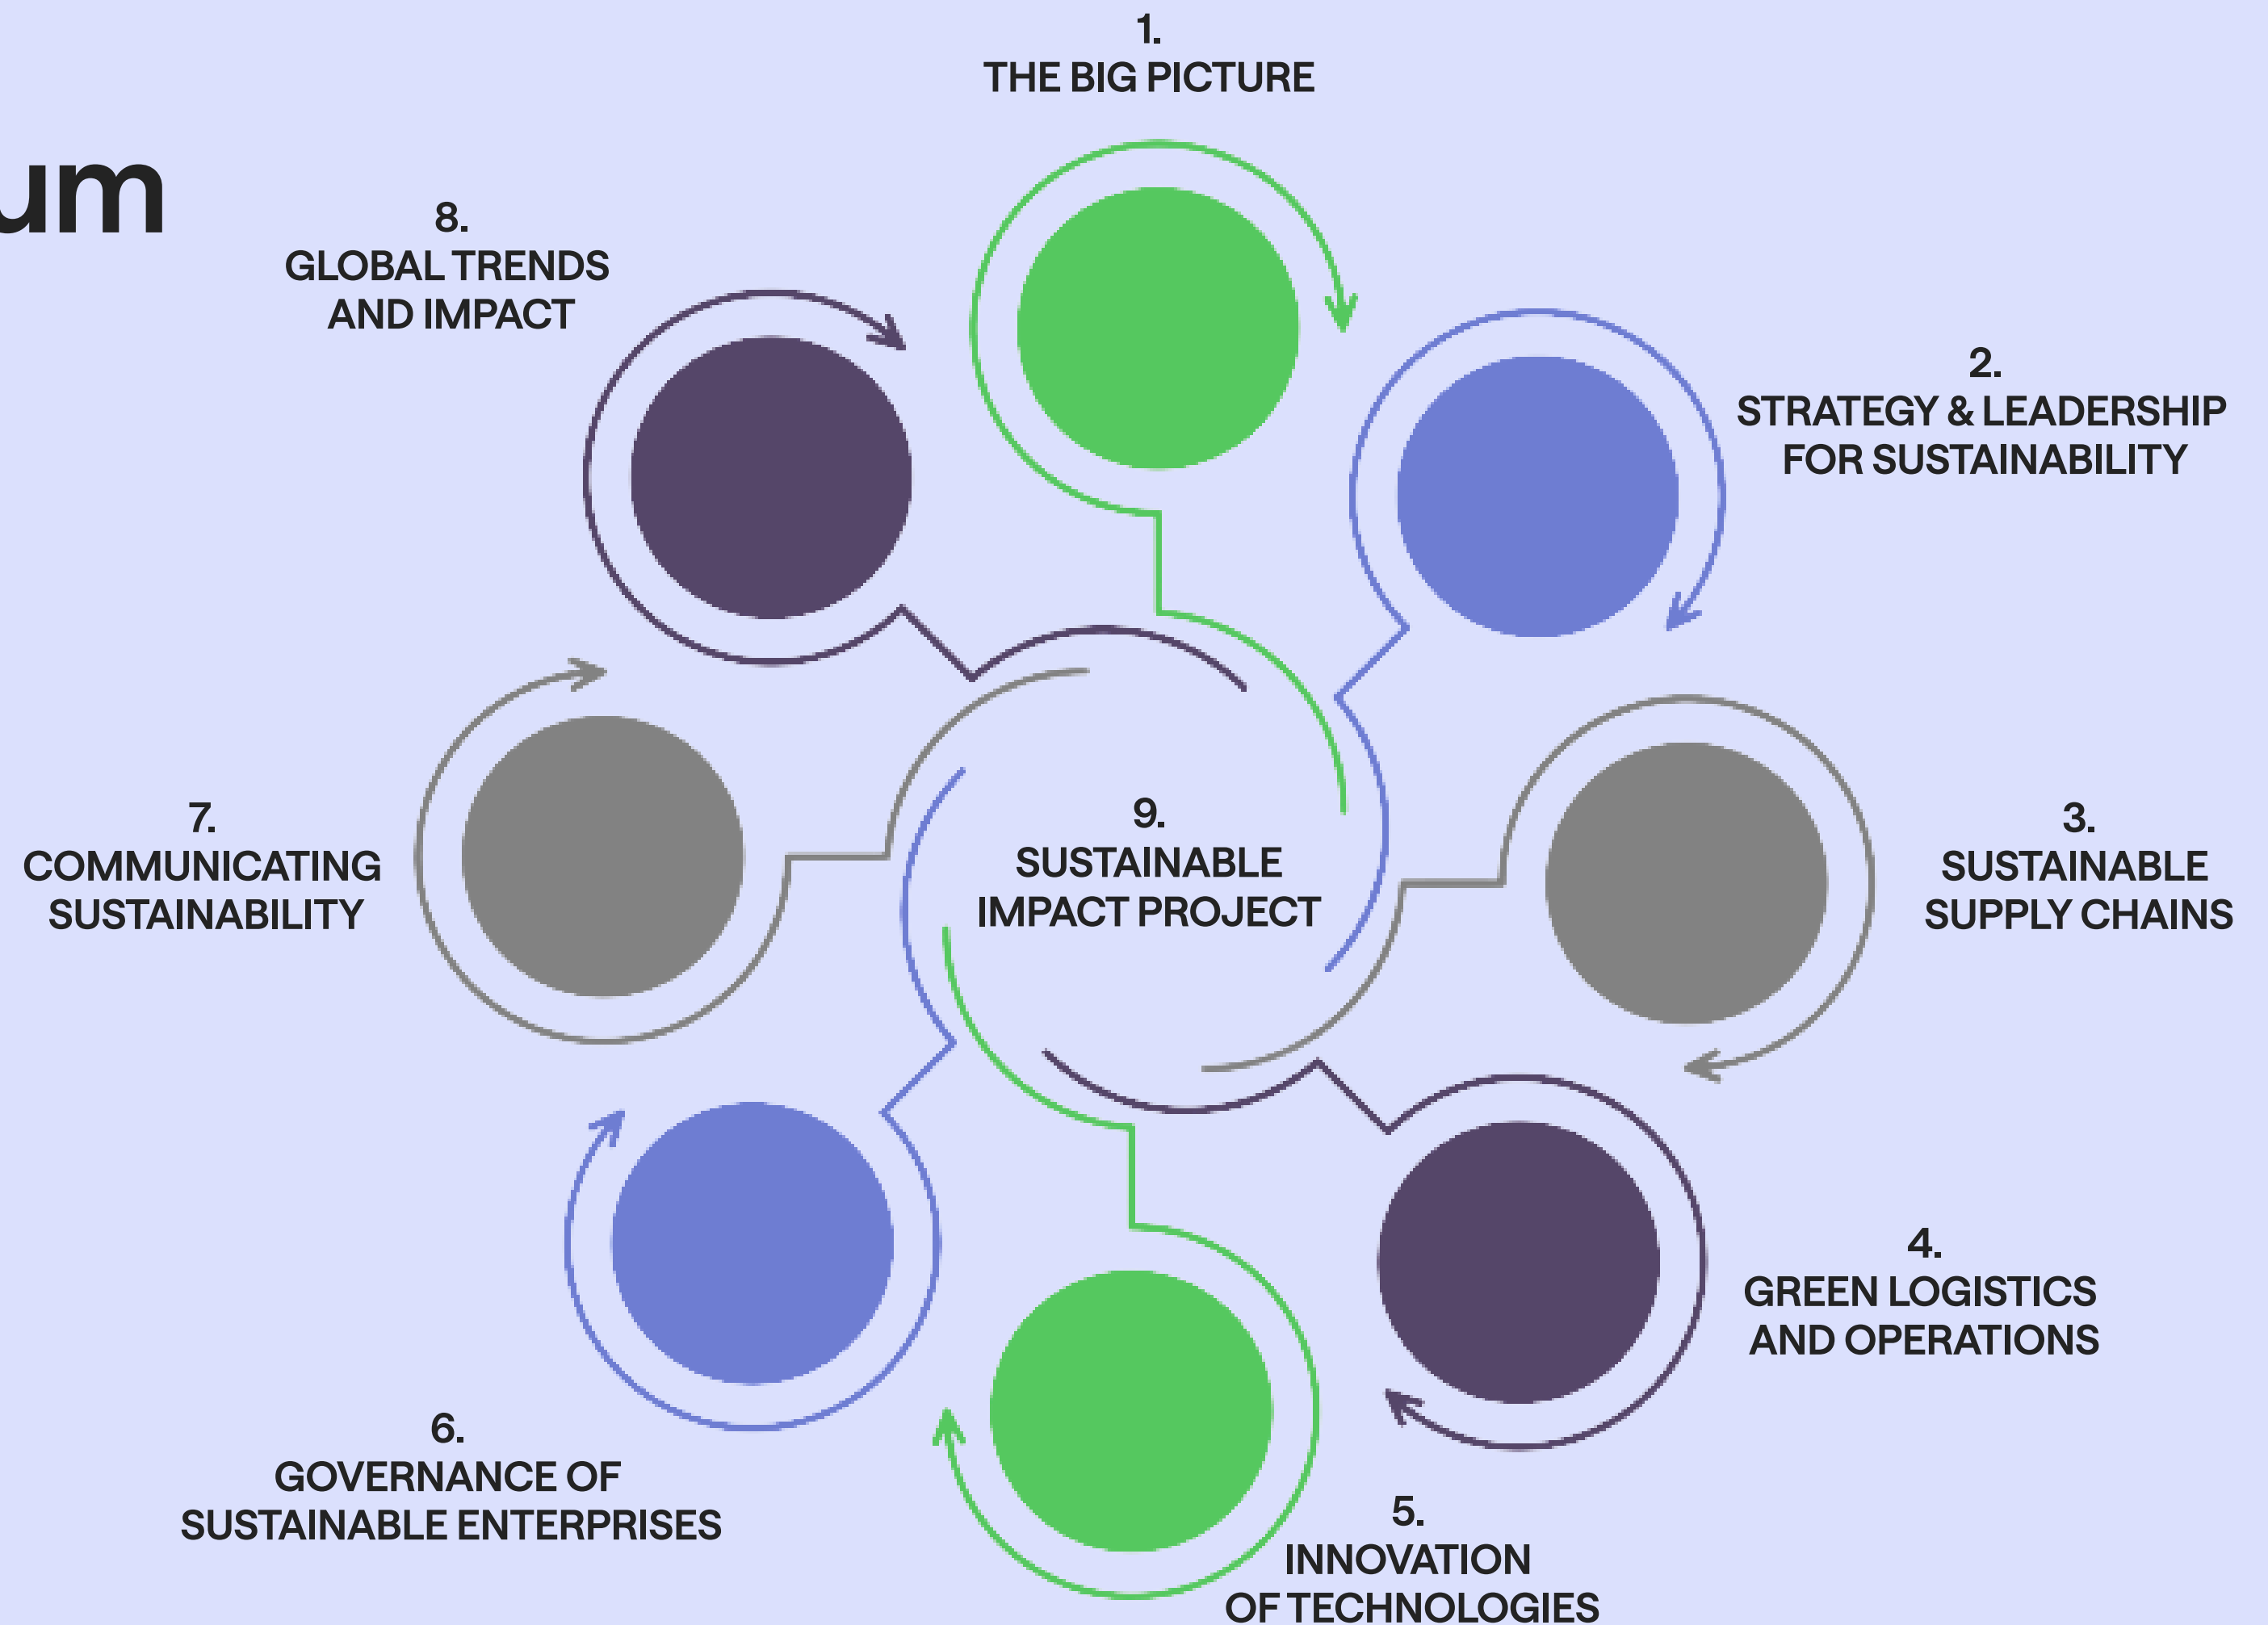 um
1.
THE BIG PICTURE
2.
STRATEGY & LEADERSHIP
FOR SUSTAINABILITY
3.
SUSTAINABLE
SUPPLY CHAINS
4.
GREEN LOGISTICS
AND OPERATIONS
5.
INNOVATION
OF TECHNOLOGIES
6.
GOVERNANCE OF
SUSTAINABLE ENTERPRISES
7.
COMMUNICATING
SUSTAINABILITY
8.
GLOBAL TRENDS
AND IMPACT
9.
SUSTAINABLE
IMPACT PROJECT